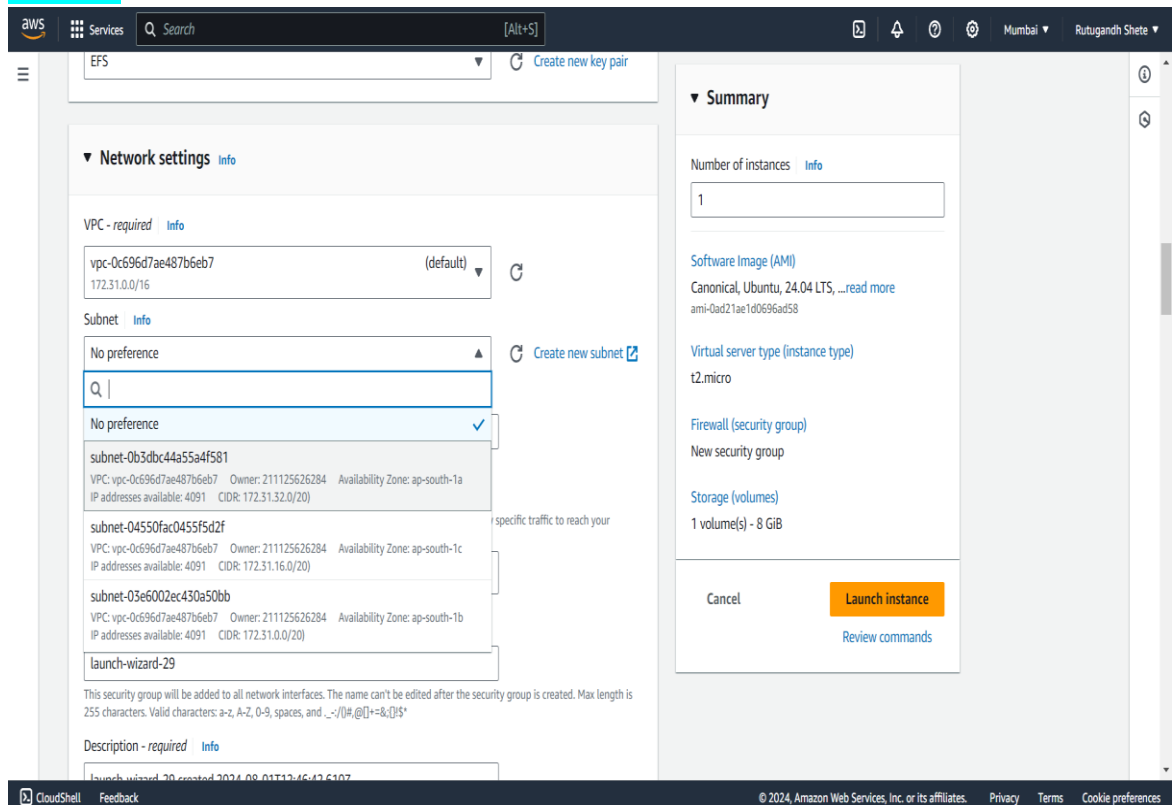 aws Services Search [Alt+S] Mumbai ▼ Rutugandh Shete ▼
EFS ▼ Create new key pair
▼ Network settings Info
VPC - required Info
vpc-0c696d7ae487b6eb7 (default) ▼
172.31.0.0/16
Subnet Info
No preference ▲ Create new subnet
No preference
subnet-0b3dbc44a55a4f581
VPC: vpc-0c696d7ae487b6eb7 Owner: 211125626284 Availability Zone: ap-south-1a
IP addresses available: 4091 CIDR: 172.31.32.0/20)
specific traffic to reach your
subnet-04550fac0455f5d2f
VPC: vpc-0c696d7ae487b6eb7 Owner: 211125626284 Availability Zone: ap-south-1c
IP addresses available: 4091 CIDR: 172.31.16.0/20)
subnet-03e6002ec430a50bb
VPC: vpc-0c696d7ae487b6eb7 Owner: 211125626284 Availability Zone: ap-south-1b
IP addresses available: 4091 CIDR: 172.31.0.0/20)
launch-wizard-29
This security group will be added to all network interfaces. The name can't be edited after the security group is created. Max length is
255 characters. Valid characters: a-z, A-Z, 0-9, spaces, and ._-:/()#,@[]+=&;{}!$*
Description - required Info
launch-wizard-29 created 2024-08-01T12:46:42.610Z
▼ Summary
Number of instances Info
1
Software Image (AMI)
Canonical, Ubuntu, 24.04 LTS, ...read more
ami-0ad21ae1d0696ad58
Virtual server type (instance type)
t2.micro
Firewall (security group)
New security group
Storage (volumes)
1 volume(s) - 8 GiB
Cancel Launch instance
Review commands
CloudShell Feedback © 2024, Amazon Web Services, Inc. or its affiliates. Privacy Terms Cookie preferences